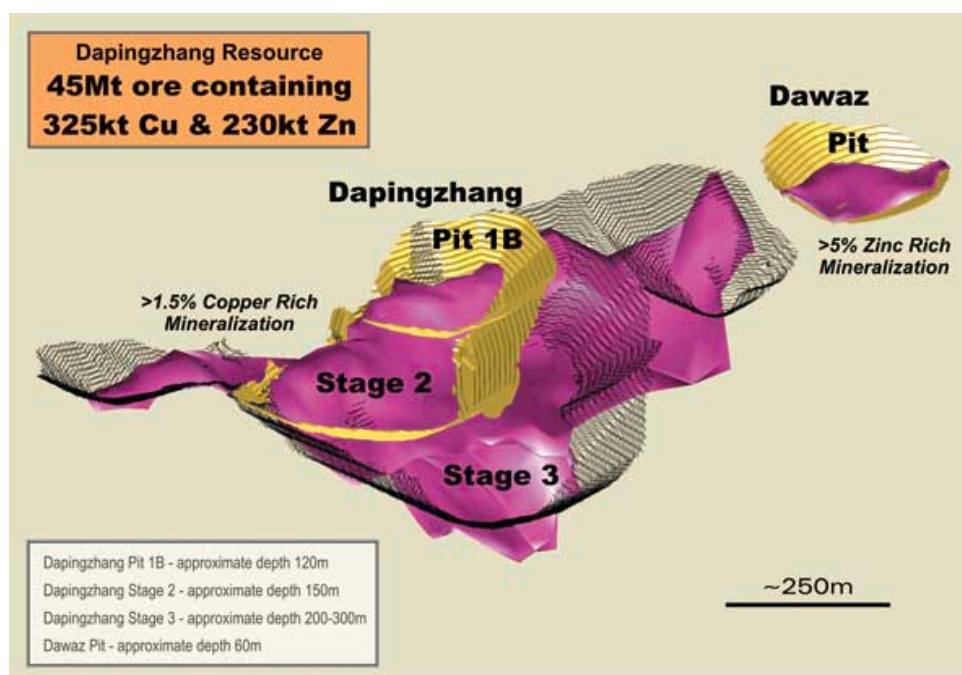 Dapingzhang Resource
45Mt ore containing
325kt Cu & 230kt Zn
Dawaz
Pit
Dapingzhang
Pit 1B
>5% Zinc Rich
Mineralization
>1.5% Copper Rich
Mineralization
Stage 2
Stage 3
Dapingzhang Pit 1B - approximate depth 120m
Dapingzhang Stage 2 - approximate depth 150m
Dapingzhang Stage 3 - approximate depth 200-300m
Dawaz Pit - approximate depth 60m
~250m